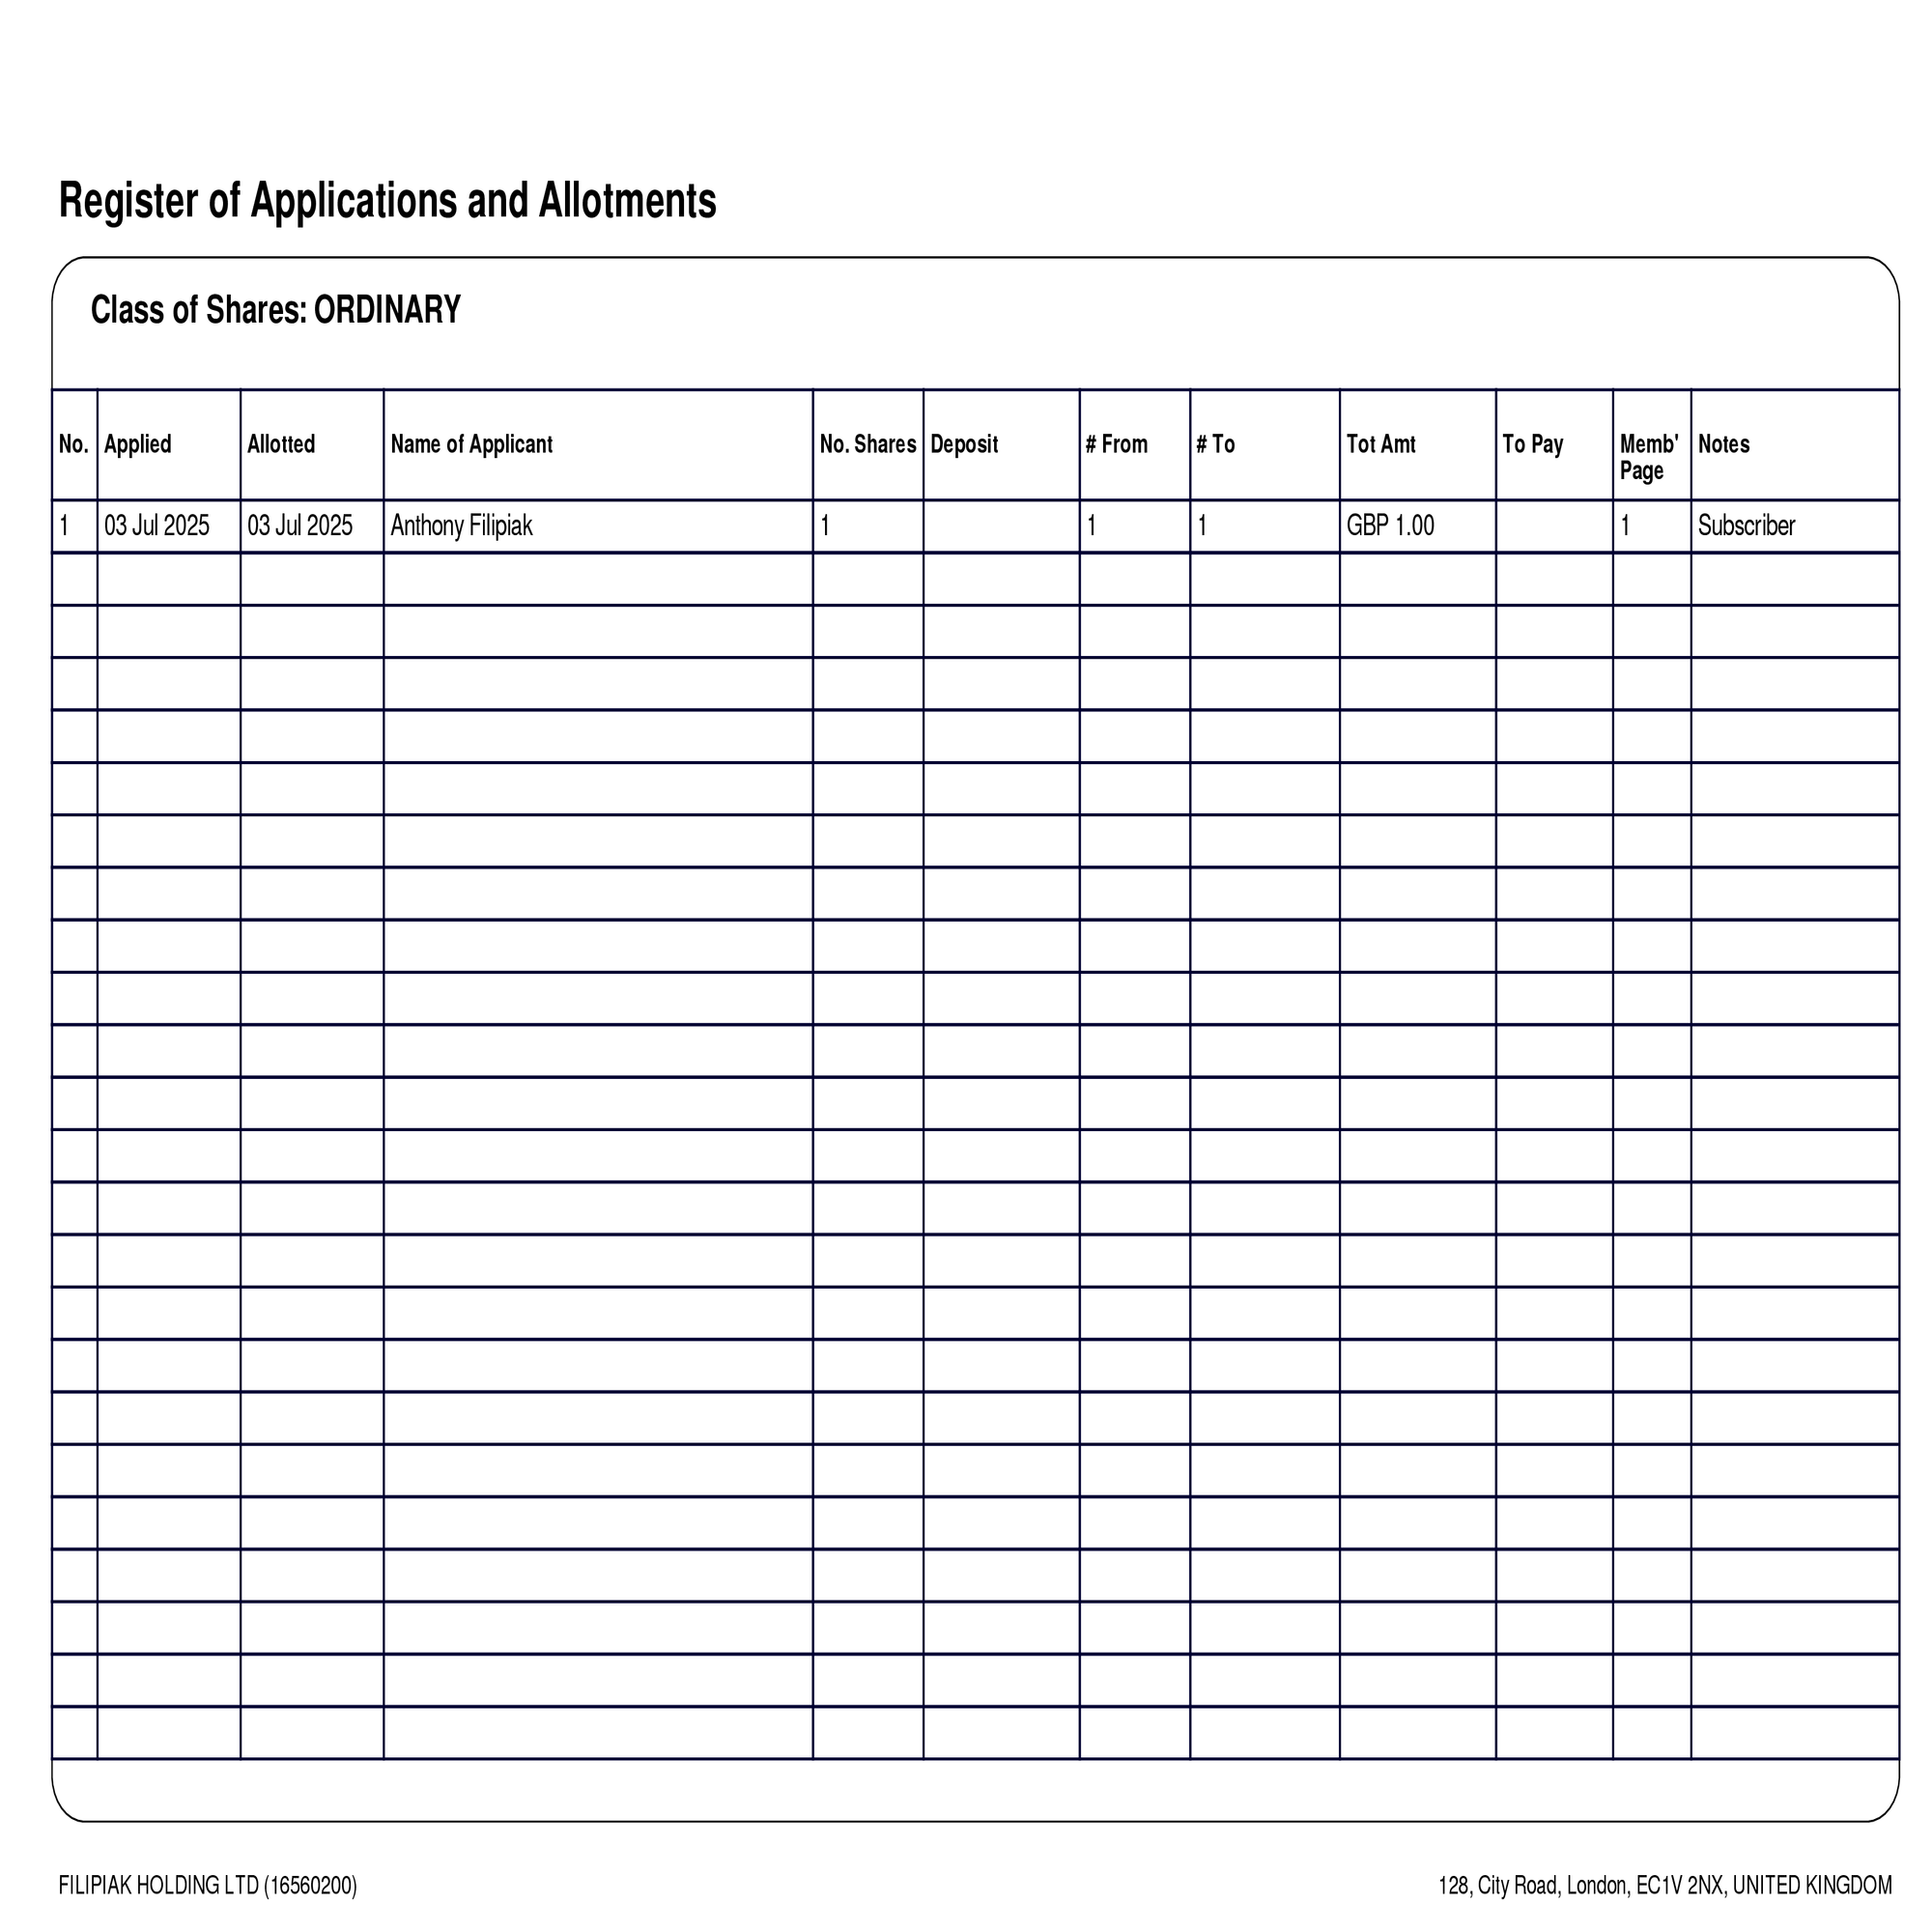 Register of Applications and Allotments
Class of Shares: ORDINARY
No. Applied Allotted Name of Applicant No. Shares Deposit # From # To Tot Amt To Pay Memb' Page Notes
1 03 Jul 2025 03 Jul 2025 Anthony Filipiak 1 1 1 GBP 1.00 1 Subscriber
FILIPIAK HOLDING LTD (16560200) 128, City Road, London, EC1V 2NX, UNITED KINGDOM